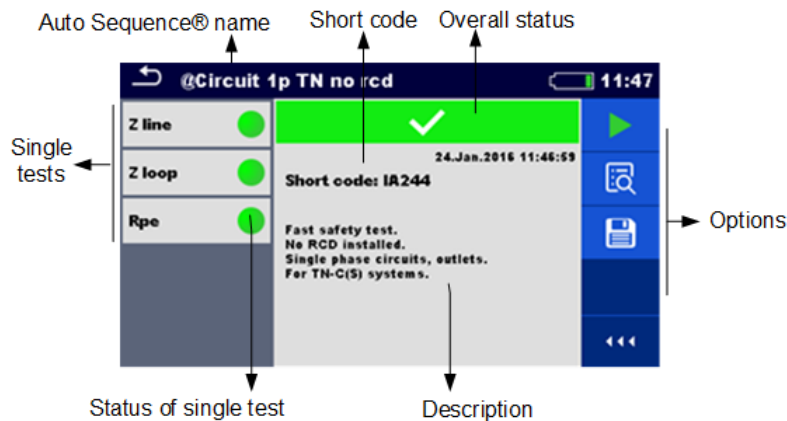 Auto Sequence® name
Short code
Overall status
@Circuit 1p TN no rcd
11:47
Z line
Z loop
Rpe
24.Jan.2016 11:46:59
Short code: IA244
Fast safety test.
No RCD installed.
Single phase circuits, outlets.
For TN-C(S) systems.
Single
tests
Options
Status of single test
Description